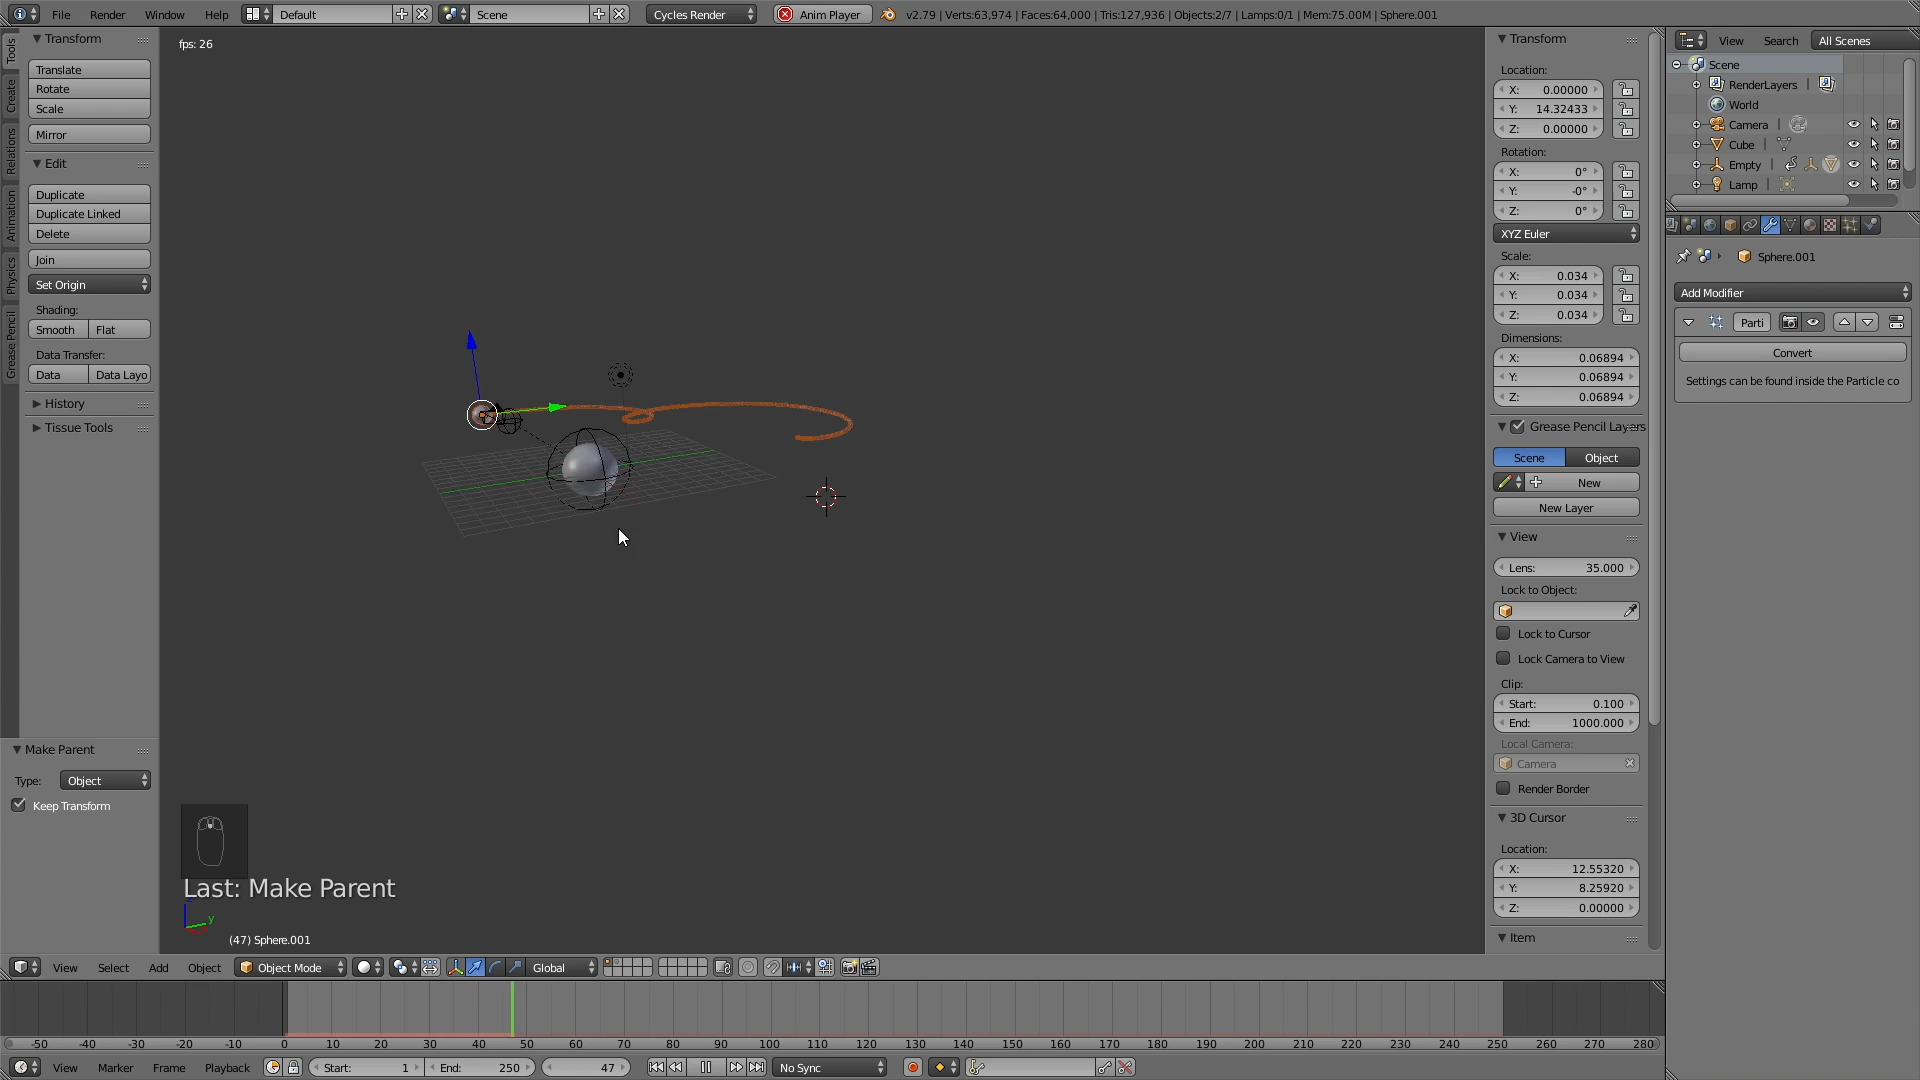 File Render Window Help Default Scene Cycles Render Anim Player v2.79 | Verts:63,974 | Faces:64,000 | Tris:127,936 | Objects:2/7 | Lamps:0/1 | Mem:75.00M | Sphere.001
Tools
Create
Relations
Animation
Physics
Grease Pencil
Transform
Translate
Rotate
Scale
Mirror
Edit
Duplicate
Duplicate Linked
Delete
Join
Set Origin
Shading:
Smooth Flat
Data Transfer:
Data Data Layo
History
Tissue Tools
Make Parent
Type: Object
Keep Transform
fps: 26
Last: Make Parent
y
(47) Sphere.001
Transform
Location:
X: 0.00000
Y: 14.32433
Z: 0.00000
Rotation:
X: 0°
Y: -0°
Z: 0°
XYZ Euler
Scale:
X: 0.034
Y: 0.034
Z: 0.034
Dimensions:
X: 0.06894
Y: 0.06894
Z: 0.06894
Grease Pencil Layers
Scene Object
New
New Layer
View
Lens: 35.000
Lock to Object:
Lock to Cursor
Lock Camera to View
Clip:
Start: 0.100
End: 1000.000
Local Camera:
Camera
Render Border
3D Cursor
Location:
X: 12.55320
Y: 8.25920
Z: 0.00000
Item
View Search All Scenes
Scene
RenderLayers
World
Camera
Cube
Empty
Lamp
Sphere.001
Add Modifier
Parti
Convert
Settings can be found inside the Particle co
View Select Add Object Object Mode Global
-50 -40 -30 -20 -10 0 10 20 30 40 50 60 70 80 90 100 110 120 130 140 150 160 170 180 190 200 210 220 230 240 250 260 270 280
View Marker Frame Playback Start: 1 End: 250 47 No Sync